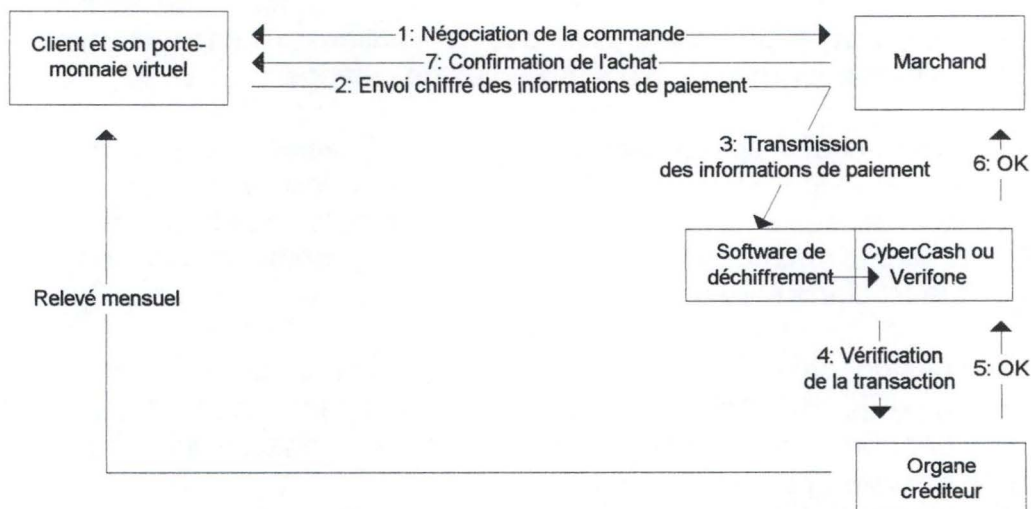 Client et son porte-
monnaie virtuel
1: Négociation de la commande
7: Confirmation de l'achat
2: Envoi chiffré des informations de paiement
Marchand
3: Transmission
des informations de paiement
6: OK
Software de
déchiffrement
CyberCash ou
Verifone
Relevé mensuel
4: Vérification
de la transaction
5: OK
Organe
créditeur